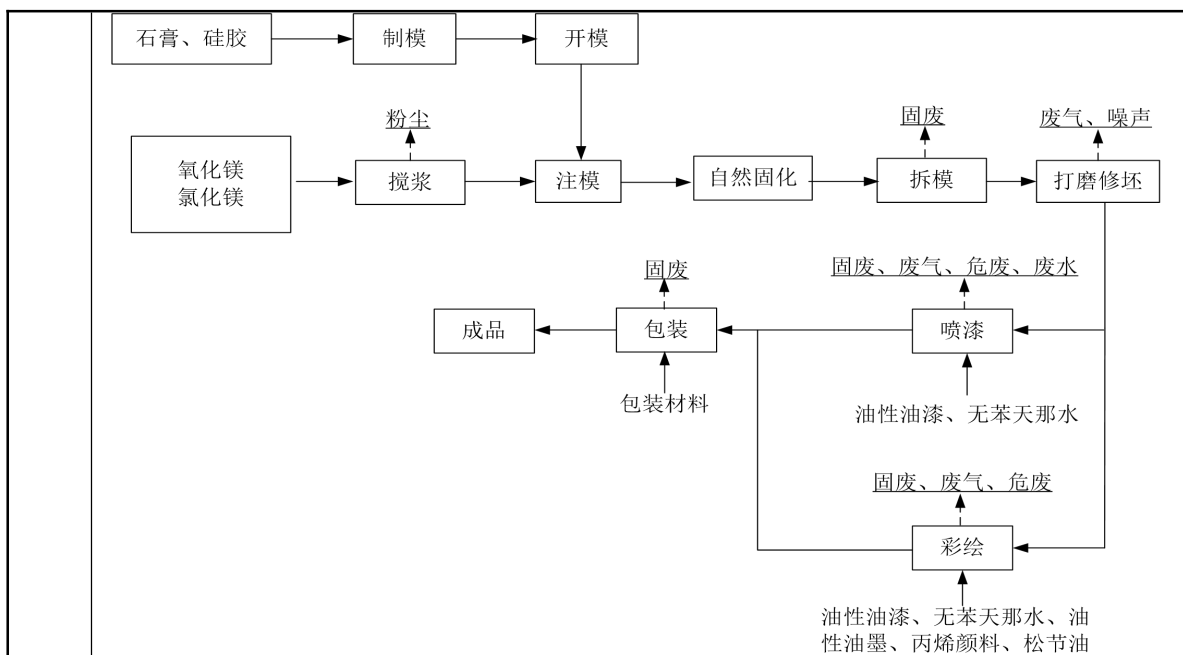 石膏、硅胶
制模
开模
粉尘
固废
废气、噪声
氧化镁
氯化镁
搅浆
注模
自然固化
拆模
打磨修坯
固废
固废、废气、危废、废水
成品
包装
喷漆
包装材料
油性油漆、无苯天那水
固废、废气、危废
彩绘
油性油漆、无苯天那水、油
性油墨、丙烯颜料、松节油